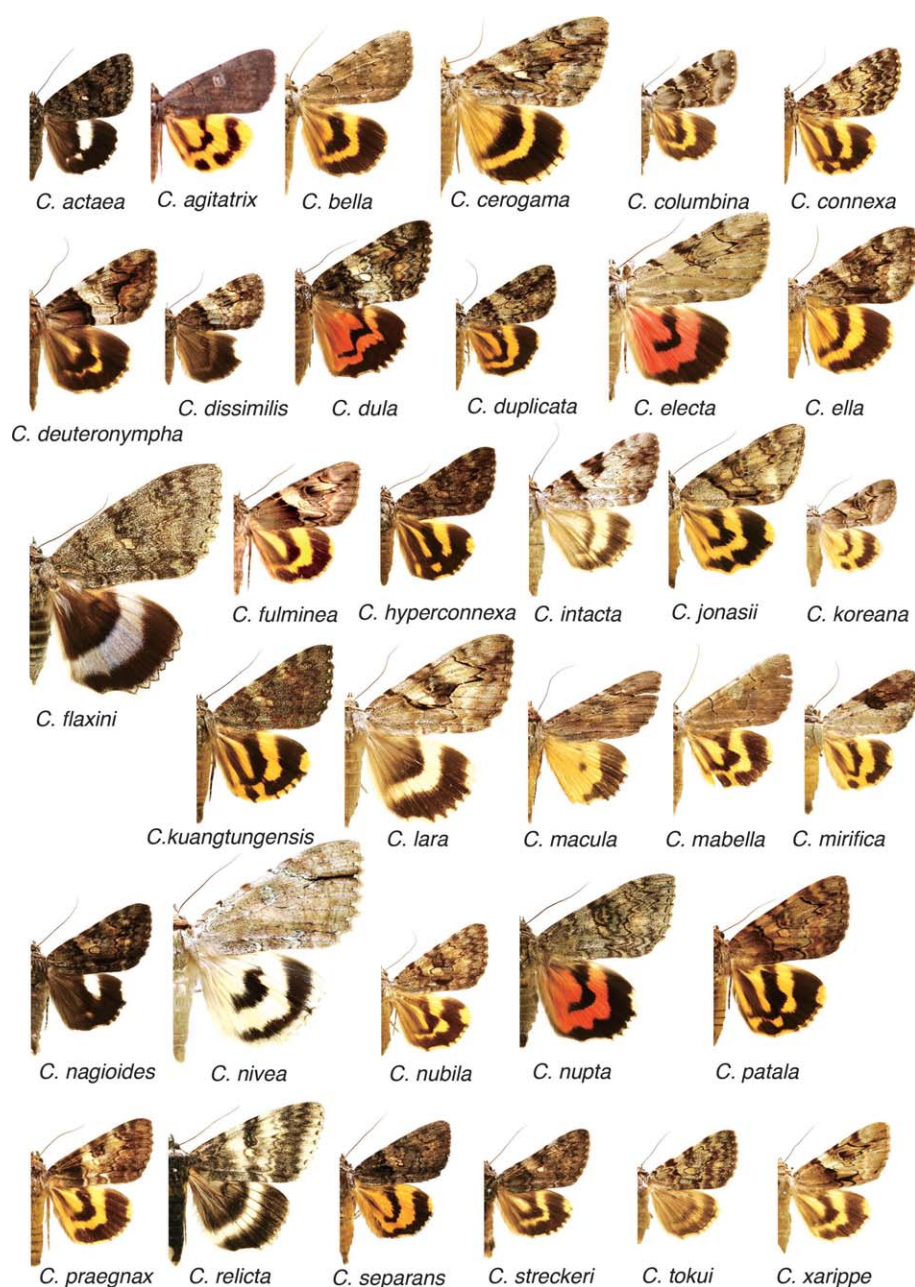 C. actaea
C. agitatrix
C. bella
C. cerogama
C. columbina
C. connexa
C. deuteronympha
C. dissimilis
C. dula
C. duplicata
C. electa
C. ella
C. flaxini
C. fulminea
C. hyperconnexa
C. intacta
C. jonasii
C. koreana
C.kuangtungensis
C. lara
C. macula
C. mabella
C. mirifica
C. nagioides
C. nivea
C. nubila
C. nupta
C. patala
C. praegnax
C. relicta
C. separans
C. streckeri
C. tokui
C. xarippe